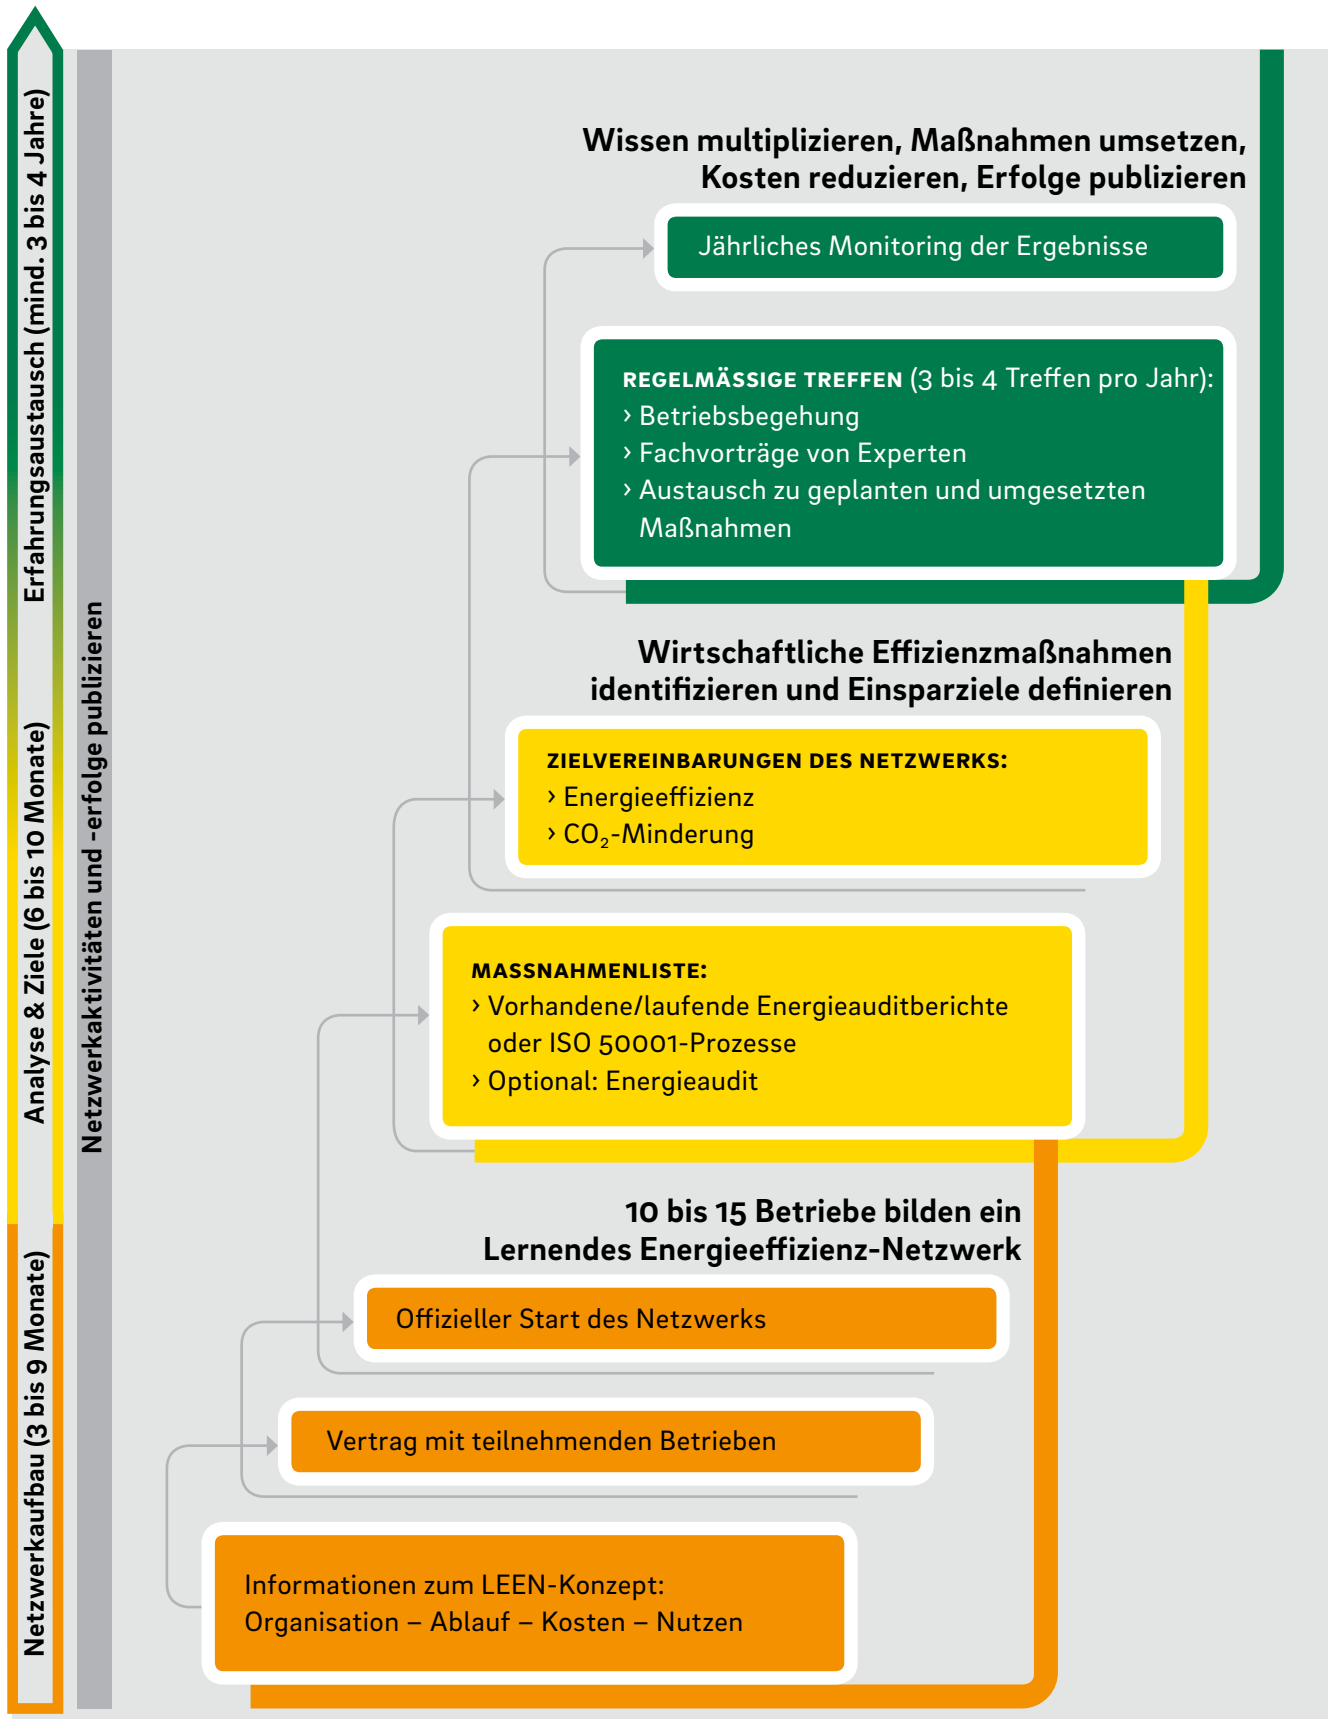 Wissen multiplizieren, Maßnahmen umsetzen,
Kosten reduzieren, Erfolge publizieren
Jährliches Monitoring der Ergebnisse
REGELMÄSSIGE TREFFEN (3 bis 4 Treffen pro Jahr):
› Betriebsbegehung
› Fachvorträge von Experten
› Austausch zu geplanten und umgesetzten
Maßnahmen
Wirtschaftliche Effizienzmaßnahmen
identifizieren und Einsparziele definieren
ZIELVEREINBARUNGEN DES NETZWERKS:
› Energieeffizienz
› CO₂-Minderung
MASSNAHMENLISTE:
› Vorhandene/laufende Energieauditberichte
oder ISO 50001-Prozesse
› Optional: Energieaudit
10 bis 15 Betriebe bilden ein
Lernendes Energieeffizienz-Netzwerk
Offizieller Start des Netzwerks
Vertrag mit teilnehmenden Betrieben
Informationen zum LEEN-Konzept:
Organisation – Ablauf – Kosten – Nutzen
Erfahrungsaustausch (mind. 3 bis 4 Jahre)
Analyse & Ziele (6 bis 10 Monate)
Netzwerkaufbau (3 bis 9 Monate)
Netzwerkaktivitäten und -erfolge publizieren